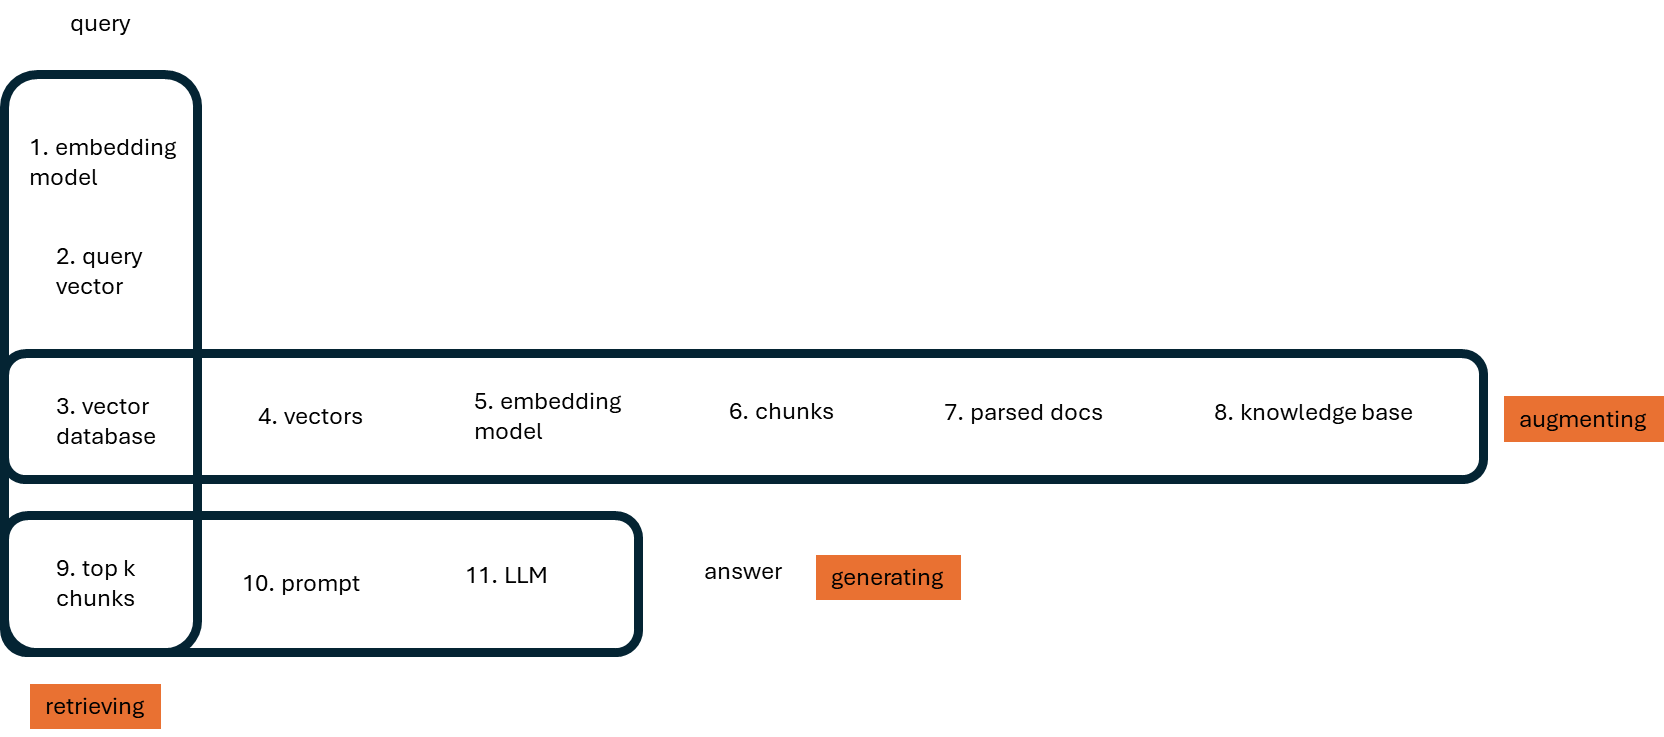 query
1. embedding
model
2. query
vector
3. vector
database
4. vectors
5. embedding
model
6. chunks
7. parsed docs
8. knowledge base
augmenting
9. top k
chunks
10. prompt
11. LLM
answer
generating
retrieving